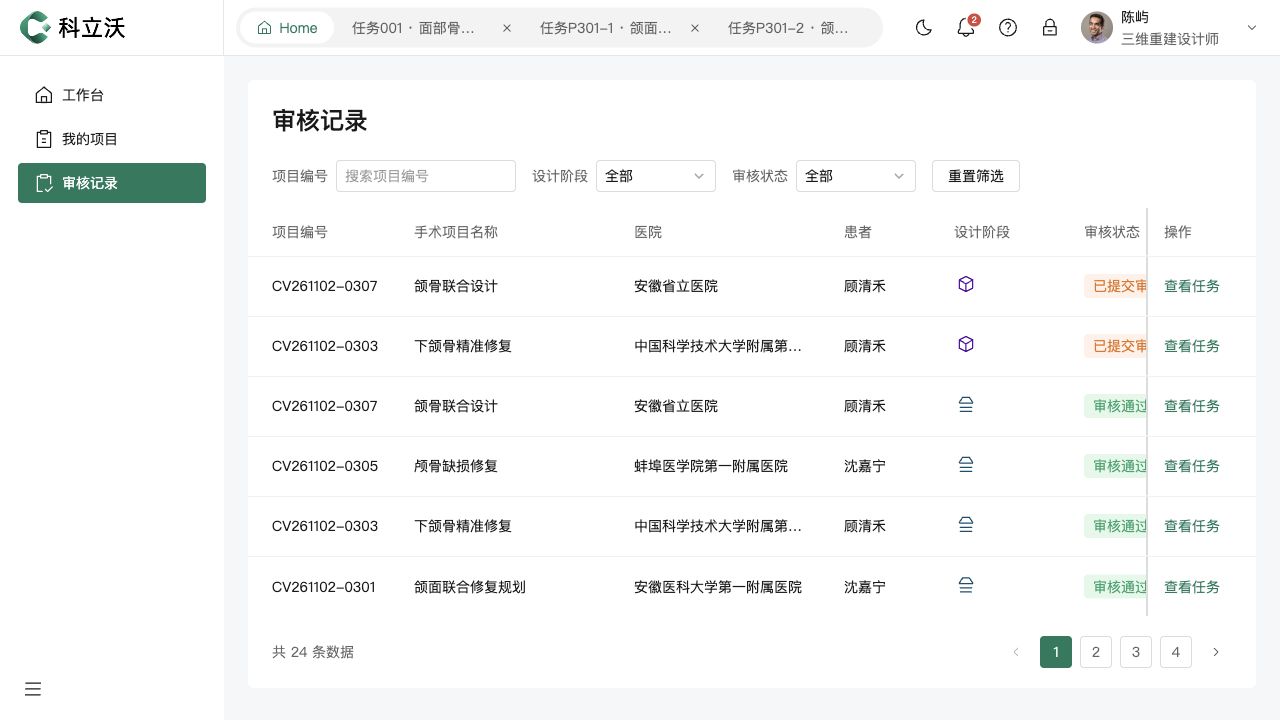 科立沃
Home
任务001 · 面部骨…
任务P301-1 · 颌面…
任务P301-2 · 颌…
2
陈屿
三维重建设计师
工作台
我的项目
审核记录
审核记录
项目编号 搜索项目编号 设计阶段 全部 审核状态 全部 重置筛选
项目编号 手术项目名称 医院 患者 设计阶段 审核状态 操作
CV261102-0307 颌骨联合设计 安徽省立医院 顾清禾 已提交审 查看任务
CV261102-0303 下颌骨精准修复 中国科学技术大学附属第… 顾清禾 已提交审 查看任务
CV261102-0307 颌骨联合设计 安徽省立医院 顾清禾 审核通过 查看任务
CV261102-0305 颅骨缺损修复 蚌埠医学院第一附属医院 沈嘉宁 审核通过 查看任务
CV261102-0303 下颌骨精准修复 中国科学技术大学附属第… 顾清禾 审核通过 查看任务
CV261102-0301 颌面联合修复规划 安徽医科大学第一附属医院 沈嘉宁 审核通过 查看任务
共 24 条数据
1 2 3 4